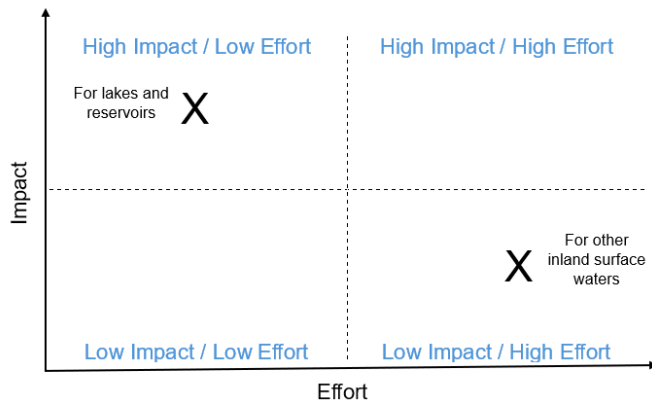 High Impact / Low Effort
High Impact / High Effort
For lakes and
reservoirs
X
Impact
X
For other
inland surface
waters
Low Impact / Low Effort
Low Impact / High Effort
Effort